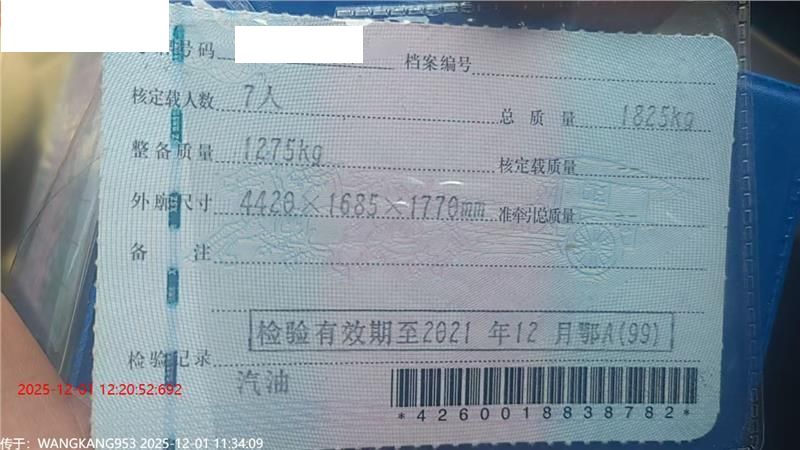 号码
档案编号
核定载人数 7人
总质量 1825kg
整备质量 1275kg
核定载质量 --
外廓尺寸 4420×1685×1770mm
准牵引总质量 --
备注
检验有效期至2021年12月鄂A(99)
检验记录
汽油
*4260018838782*
2025-12-01 12:20:52:692
传于：WANGKANG953 2025-12-01 11:34:09